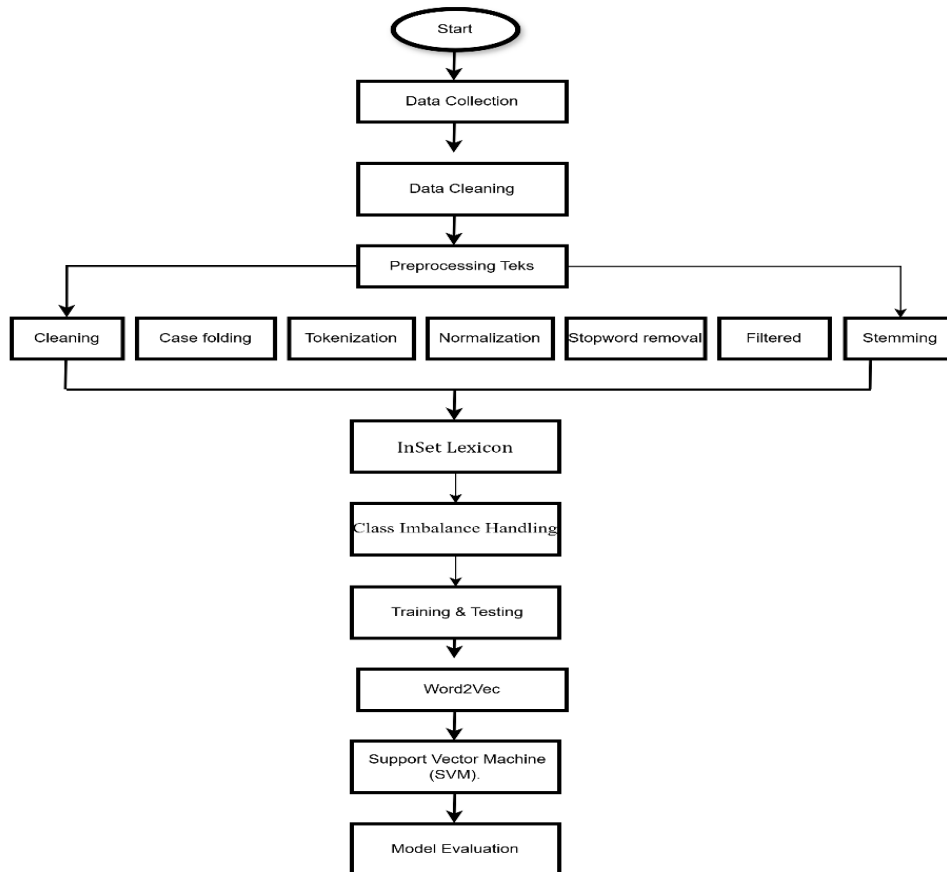 Start
Data Collection
Data Cleaning
Preprocessing Teks
Cleaning
Case folding
Tokenization
Normalization
Stopword removal
Filtered
Stemming
InSet Lexicon
Class Imbalance Handling
Training & Testing
Word2Vec
Support Vector Machine
(SVM).
Model Evaluation